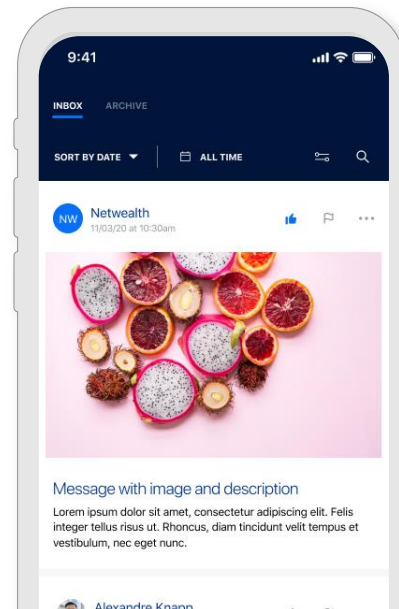 9:41
INBOX ARCHIVE
SORT BY DATE ALL TIME
NW Netwealth
11/03/20 at 10:30am
Message with image and description
Lorem ipsum dolor sit amet, consectetur adipiscing elit. Felis
integer tellus risus ut. Rhoncus, diam tincidunt velit tempus et
vestibulum, nec eget nunc.
Alexandre Knapp